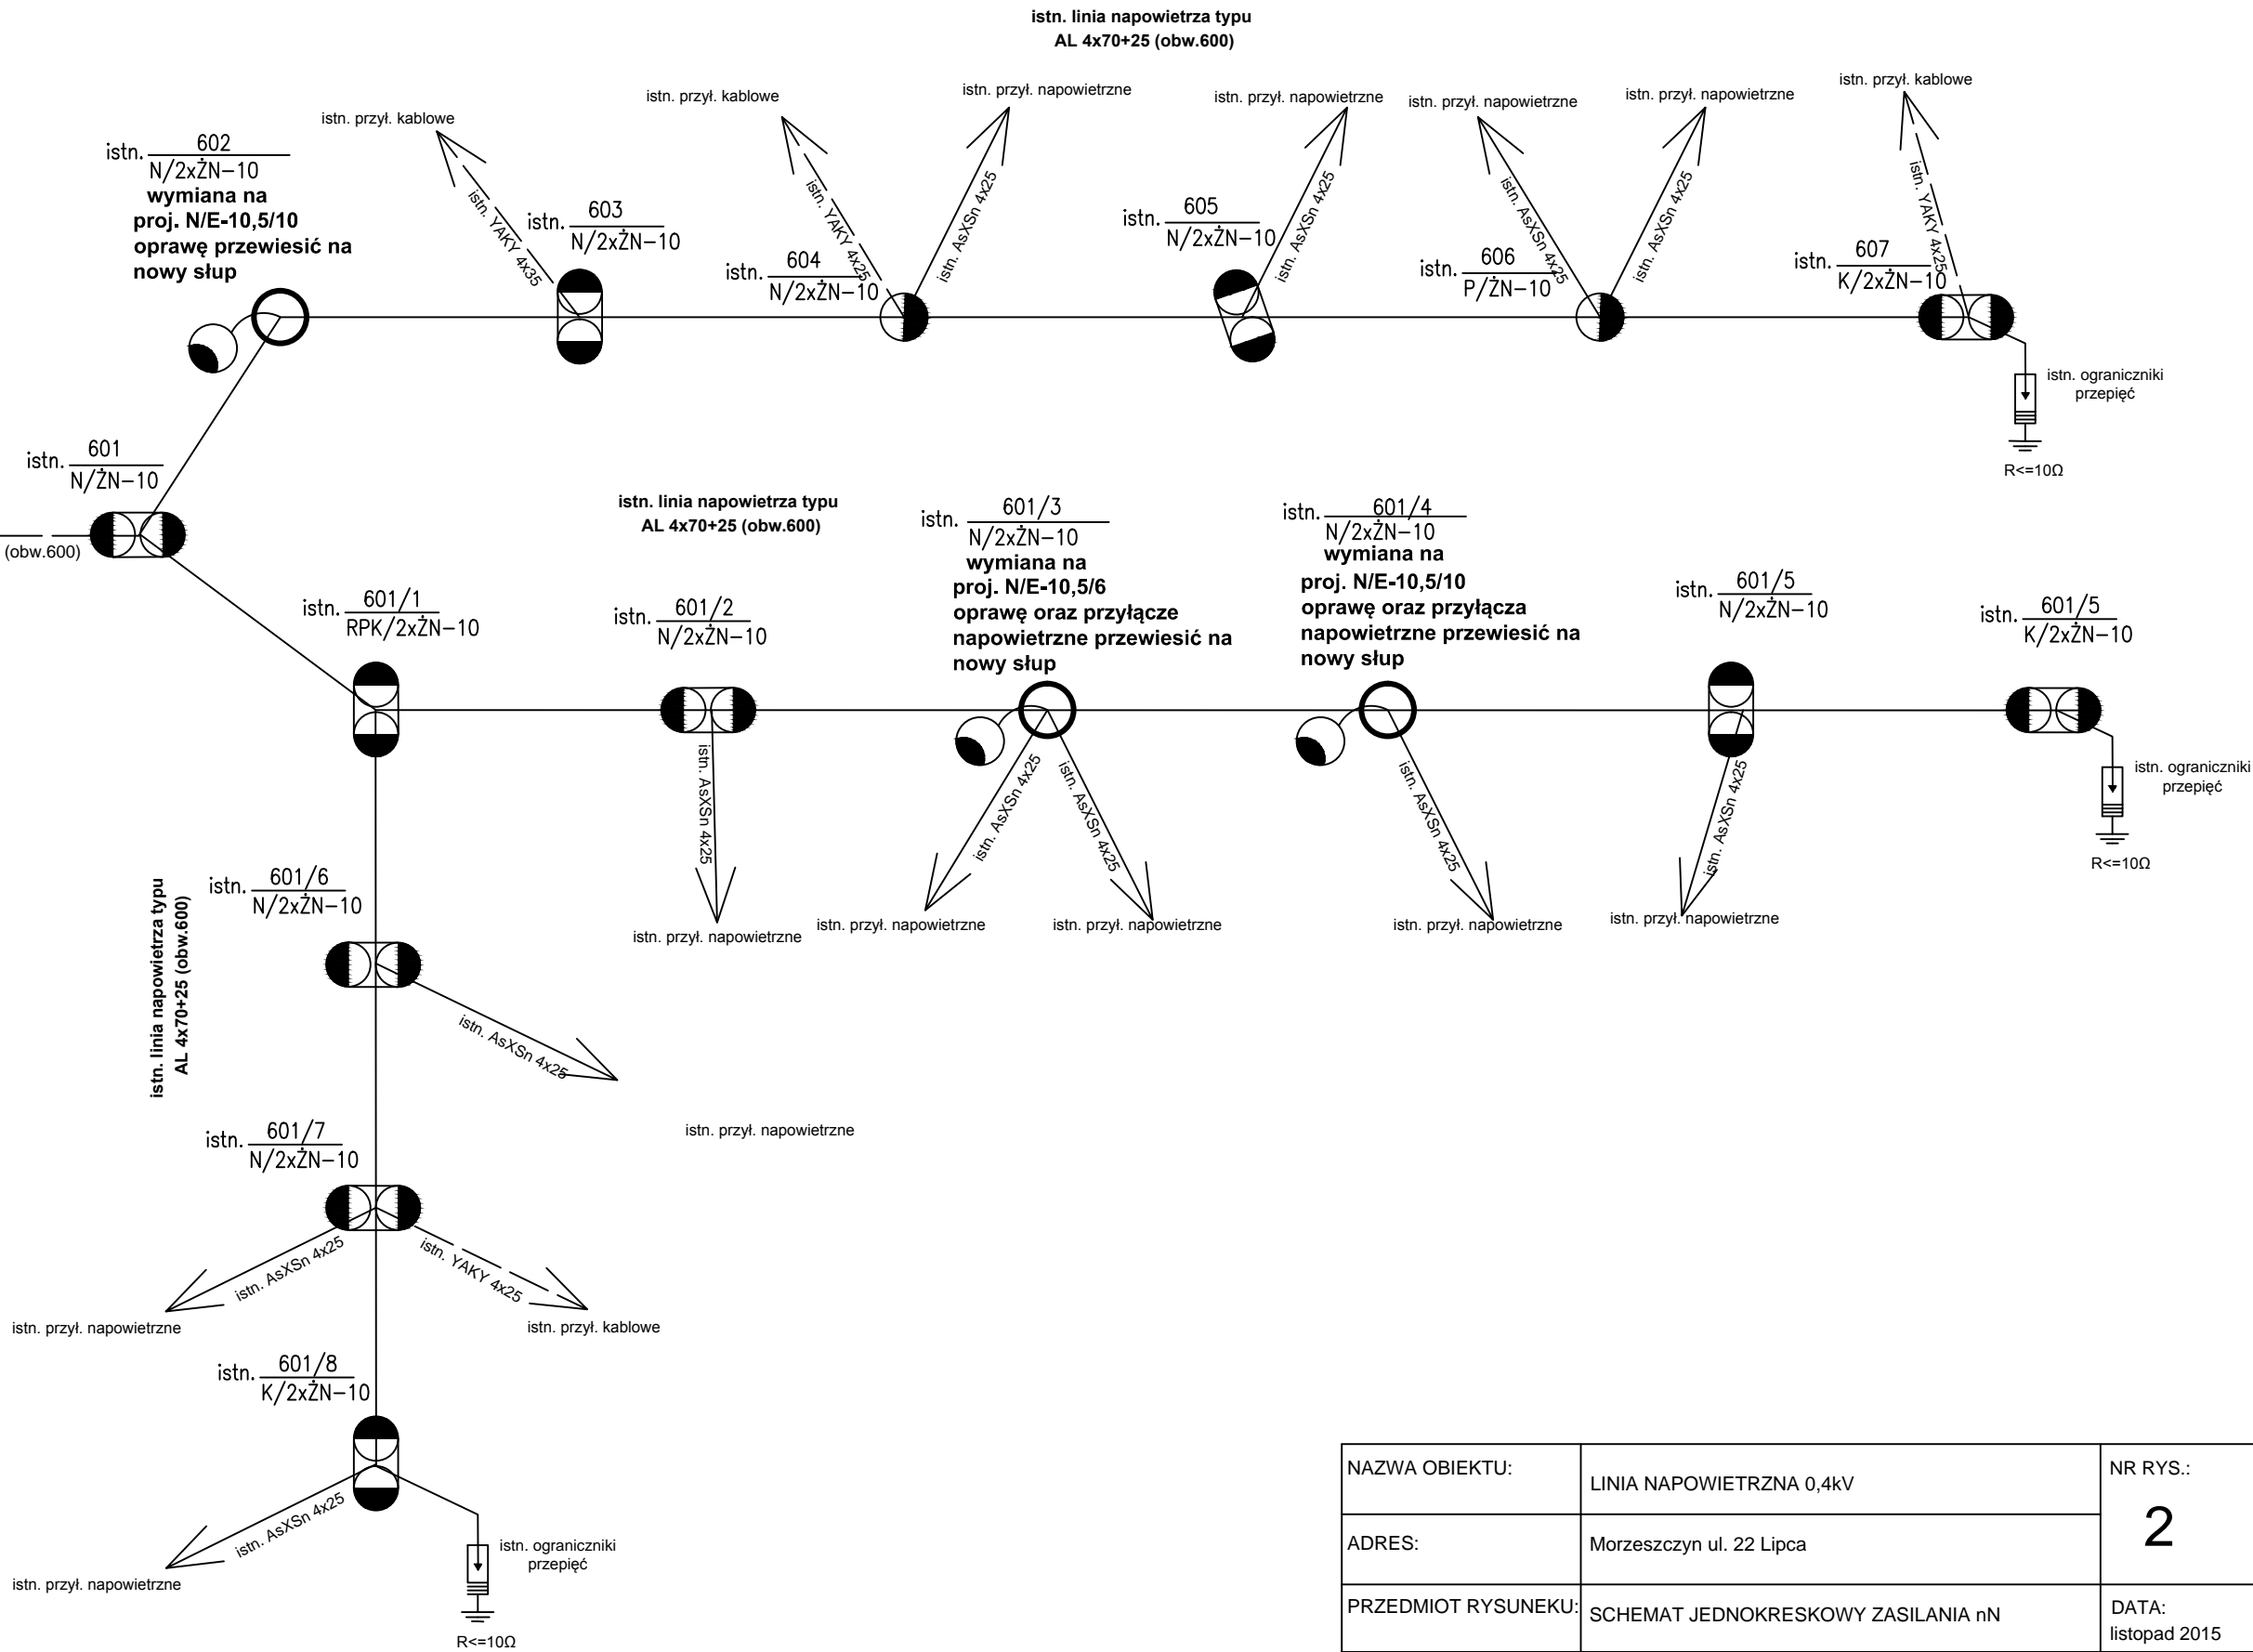 istn. linia napowietrza typu
AL 4x70+25 (obw.600)
istn. przył. kablowe
istn. przył. kablowe
istn. przył. napowietrzne
istn. przył. napowietrzne
istn. przył. napowietrzne
istn. przył. napowietrzne
istn. przył. kablowe
istn. 602
N/2xŻN-10
wymiana na
proj. N/E-10,5/10
oprawę przewiesić na
nowy słup
istn. YAKY 4x35
istn. 603
N/2xŻN-10
istn. YAKY 4x25
istn. 604
N/2xŻN-10
istn. AsXSn 4x25
istn. 605
N/2xŻN-10
istn. AsXSn 4x25
istn. AsXSn 4x25
istn. 606
P/ŻN-10
istn. AsXSn 4x25
istn. YAKY 4x25
istn. 607
K/2xŻN-10
istn. ograniczniki
przepięć
R<=10Ω
istn. 601
N/ŻN-10
(obw.600)
istn. linia napowietrza typu
AL 4x70+25 (obw.600)
istn. 601/1
RPK/2xŻN-10
istn. 601/2
N/2xŻN-10
istn. 601/3
N/2xŻN-10
wymiana na
proj. N/E-10,5/6
oprawę oraz przyłącze
napowietrzne przewiesić na
nowy słup
istn. 601/4
N/2xŻN-10
wymiana na
proj. N/E-10,5/10
oprawę oraz przyłącza
napowietrzne przewiesić na
nowy słup
istn. 601/5
N/2xŻN-10
istn. 601/5
K/2xŻN-10
istn. AsXSn 4x25
istn. AsXSn 4x25
istn. AsXSn 4x25
istn. AsXSn 4x25
istn. AsXSn 4x25
istn. ograniczniki
przepięć
R<=10Ω
istn. przył. napowietrzne
istn. przył. napowietrzne
istn. przył. napowietrzne
istn. przył. napowietrzne
istn. przył. napowietrzne
istn. linia napowietrza typu
AL 4x70+25 (obw.600)
istn. 601/6
N/2xŻN-10
istn. AsXSn 4x25
istn. przył. napowietrzne
istn. 601/7
N/2xŻN-10
istn. AsXSn 4x25
istn. YAKY 4x25
istn. przył. napowietrzne
istn. przył. kablowe
istn. 601/8
K/2xŻN-10
istn. AsXSn 4x25
istn. przył. napowietrzne
istn. ograniczniki
przepięć
R<=10Ω
NAZWA OBIEKTU:
LINIA NAPOWIETRZNA 0,4kV
NR RYS.:
2
ADRES:
Morzeszczyn ul. 22 Lipca
PRZEDMIOT RYSUNEKU:
SCHEMAT JEDNOKRESKOWY ZASILANIA nN
DATA:
listopad 2015